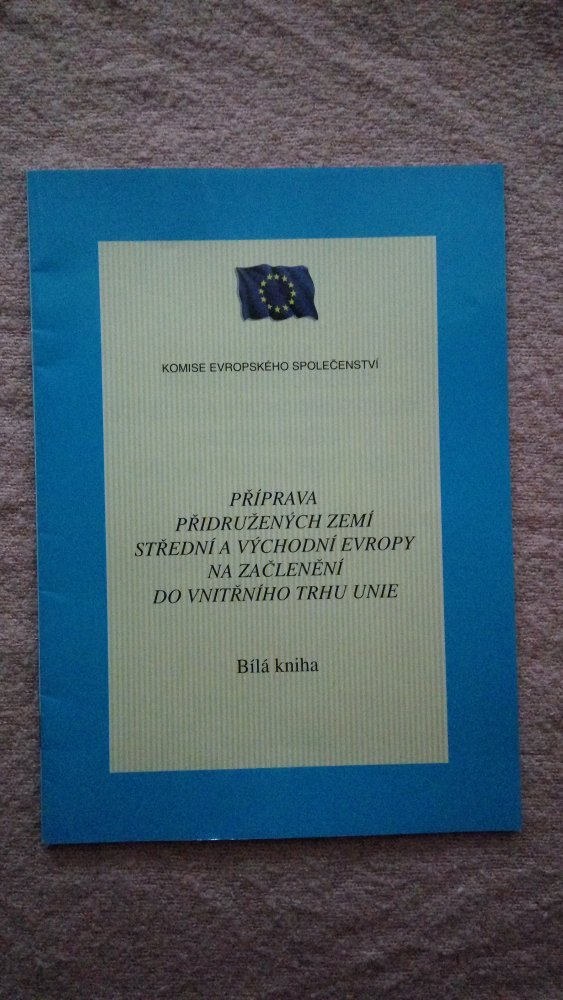 KOMISE EVROPSKÉHO SPOLEČENSTVÍ
PŘÍPRAVA
PŘIDRUŽENÝCH ZEMÍ
STŘEDNÍ A VÝCHODNÍ EVROPY
NA ZAČLENĚNÍ
DO VNITŘNÍHO TRHU UNIE
Bílá kniha